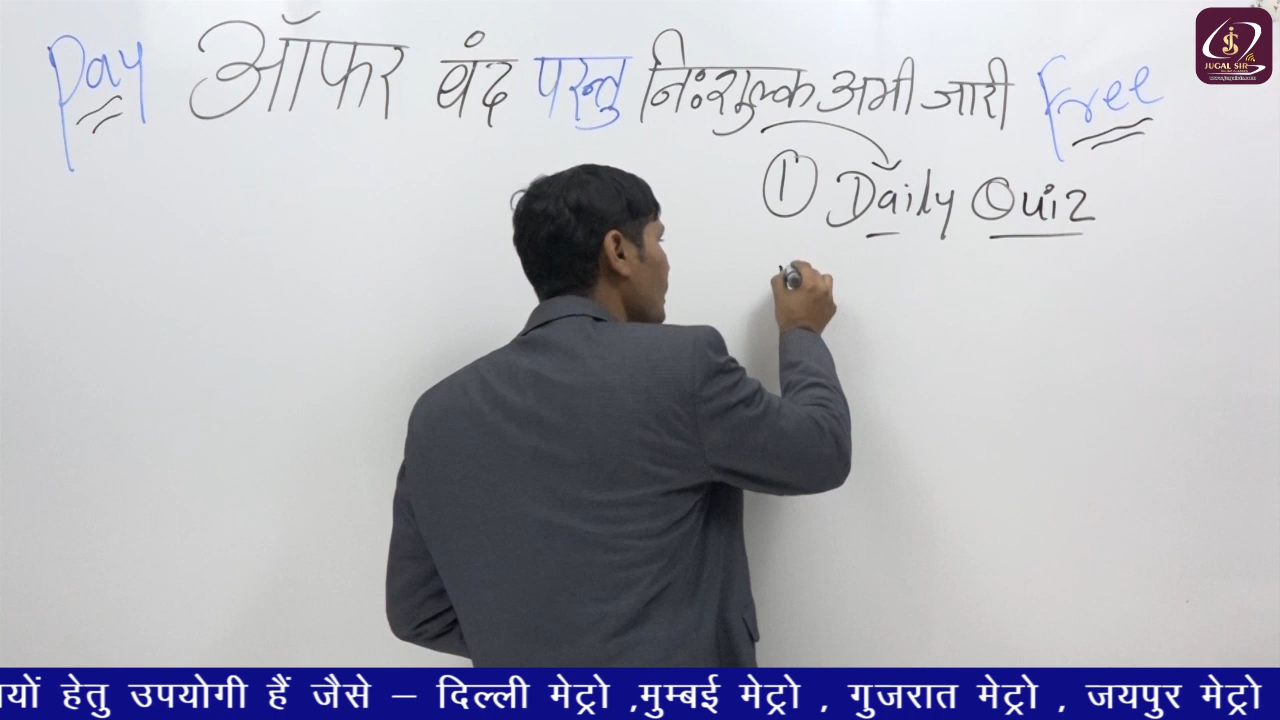 Pay ऑफर बंद परन्तु निःशुल्क अभी जारी Free
① Daily Quiz
JUGAL SIR
यों हेतु उपयोगी हैं जैसे – दिल्ली मेट्रो ,मुम्बई मेट्रो , गुजरात मेट्रो , जयपुर मेट्रो